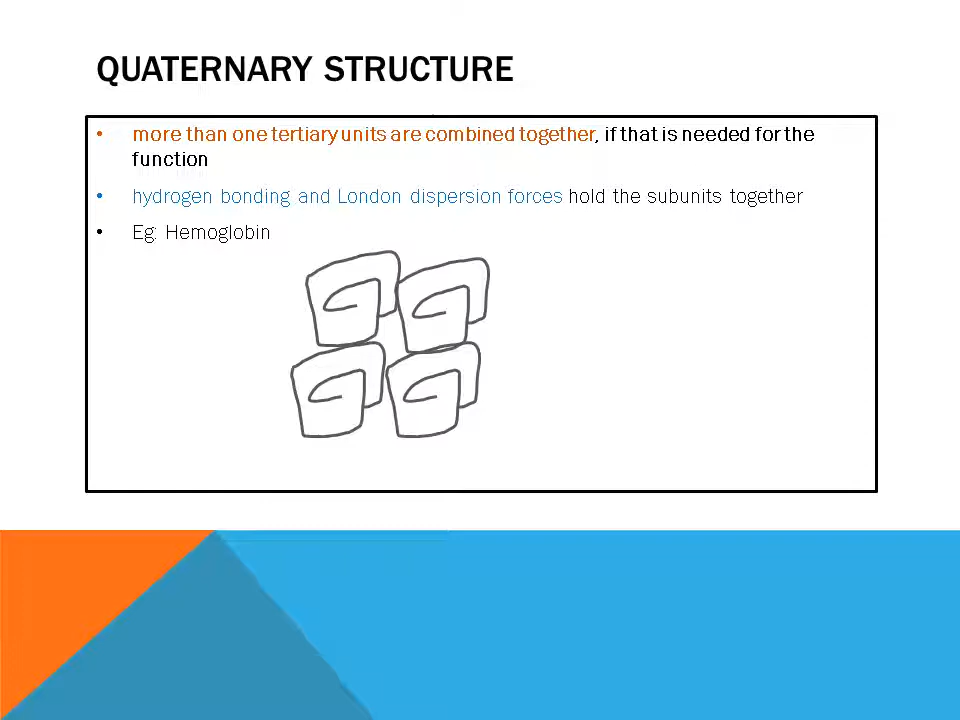 QUATERNARY STRUCTURE
• more than one tertiary units are combined together, if that is needed for the
function
• hydrogen bonding and London dispersion forces hold the subunits together
• Eg: Hemoglobin